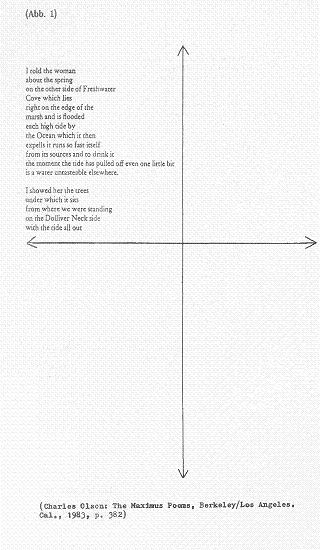 (Abb. 1)
I told the woman
about the spring
on the other side of Freshwater
Cove which lies
right on the edge of the
marsh and is flooded
each high tide by
the Ocean which it then
expells it runs so fast itself
from its sources and to drink it
the moment the tide has pulled off even one little bit
is a water untasteable elsewhere.
I showed her the trees
under which it sits
from where we were standing
on the Dolliver Neck side
with the tide all out
(Charles Olson: The Maximus Poems, Berkeley/Los Angeles,
Cal., 1983, p. 382)